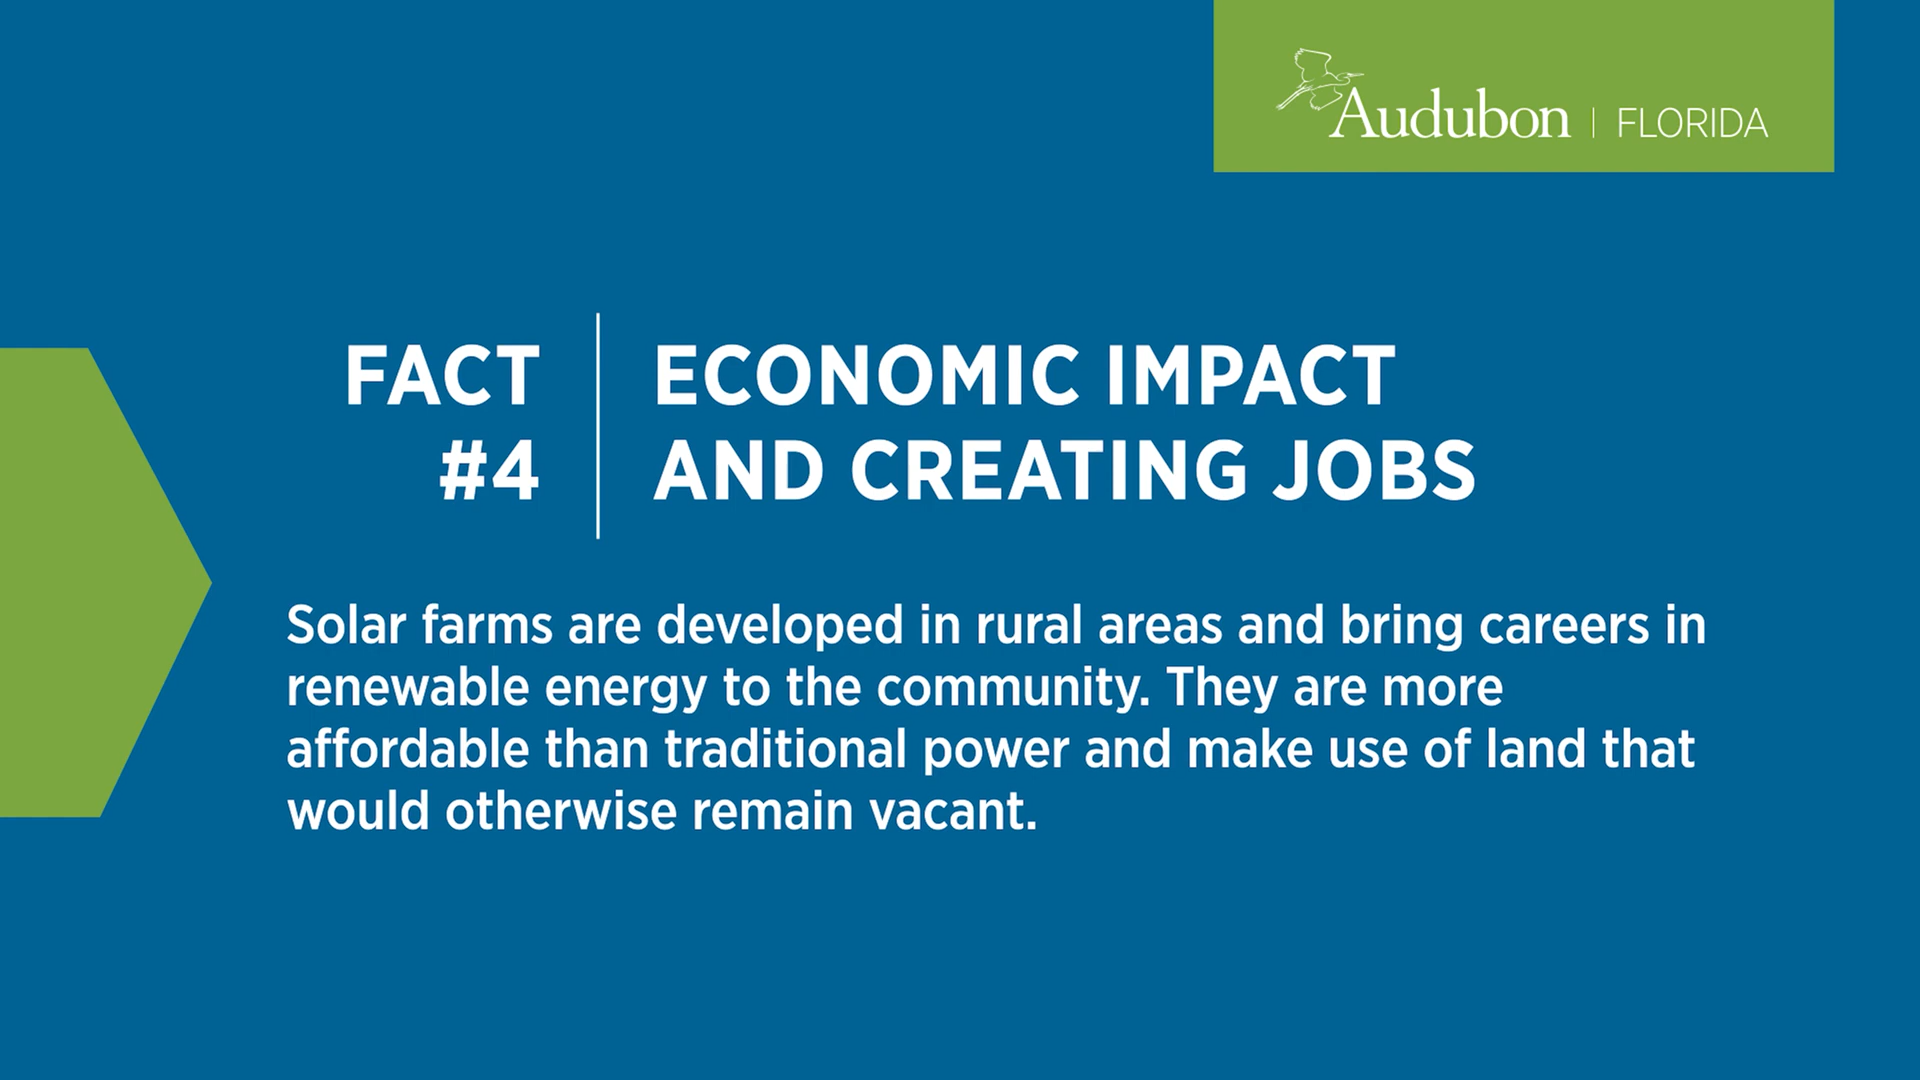 Audubon | FLORIDA
FACT
#4
ECONOMIC IMPACT
AND CREATING JOBS
Solar farms are developed in rural areas and bring careers in
renewable energy to the community. They are more
affordable than traditional power and make use of land that
would otherwise remain vacant.